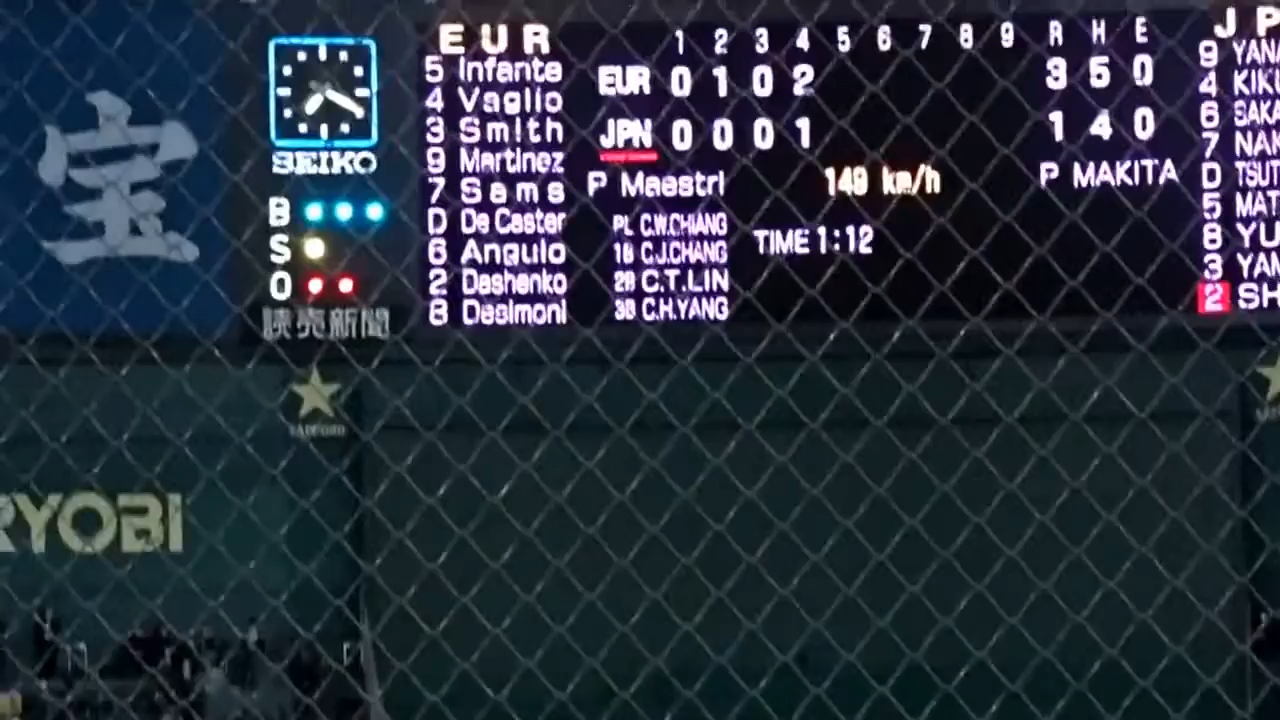 宝
SEIKO
B
S
O
読売新聞
SAPPORO
RYOBI
EUR
5 Infante
4 Vaglio
3 Smith
9 Martinez
7 Sams
D De Caster
6 Angulo
2 Dashenko
8 Desimoni
1 2 3 4 5 6 7 8 9 R H E
EUR 0 1 0 2 3 5 0
JPN 0 0 0 1 1 4 0
P Maestri 149 km/h P MAKITA
PL C.W.CHIANG
1B C.J.CHANG
2B C.T.LIN
3B C.H.YANG
TIME 1:12
JP
9 YANA
4 KIKU
6 SAKA
7 NAK
D TSUT
5 MAT
8 YU
3 YAM
2 SH